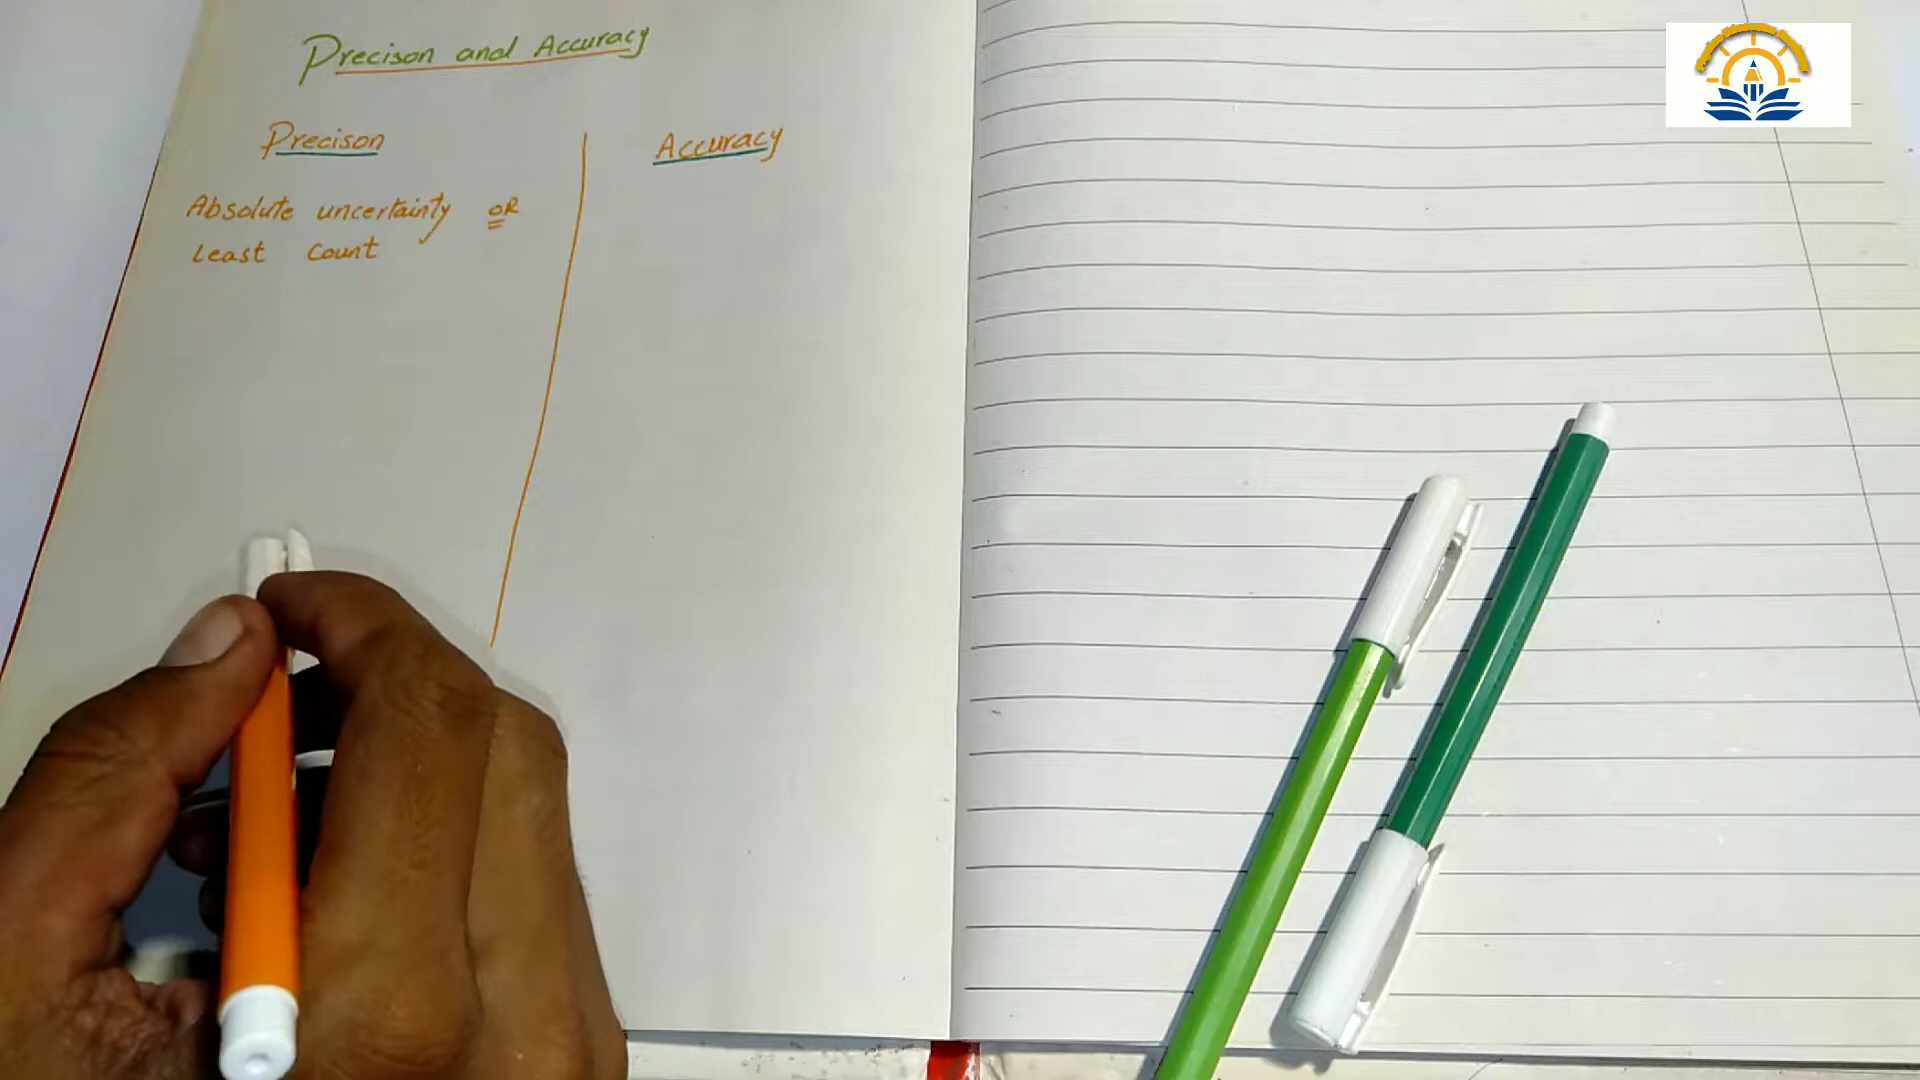 Precison and Accuracy
Precison
Absolute uncertainty OR
Least Count
Accuracy